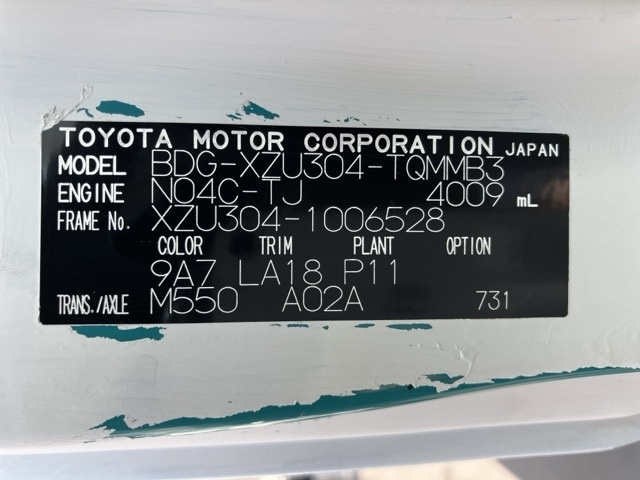 TOYOTA MOTOR CORPORATION JAPAN
MODEL BDG-XZU304-TQMMB3
ENGINE N04C-TJ 4009 mL
FRAME No. XZU304-1006528
COLOR TRIM PLANT OPTION
9A7 LA18 P11
TRANS./AXLE M550 A02A 731